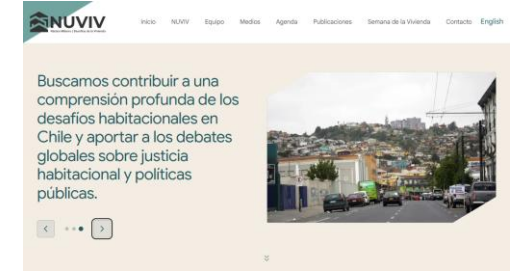 NUVIV
Inicio NUVIV Equipo Medios Agenda Publicaciones Semana de la Vivienda Contacto English
Buscamos contribuir a una
comprensión profunda de los
desafíos habitacionales en
Chile y aportar a los debates
globales sobre justicia
habitacional y políticas
públicas.